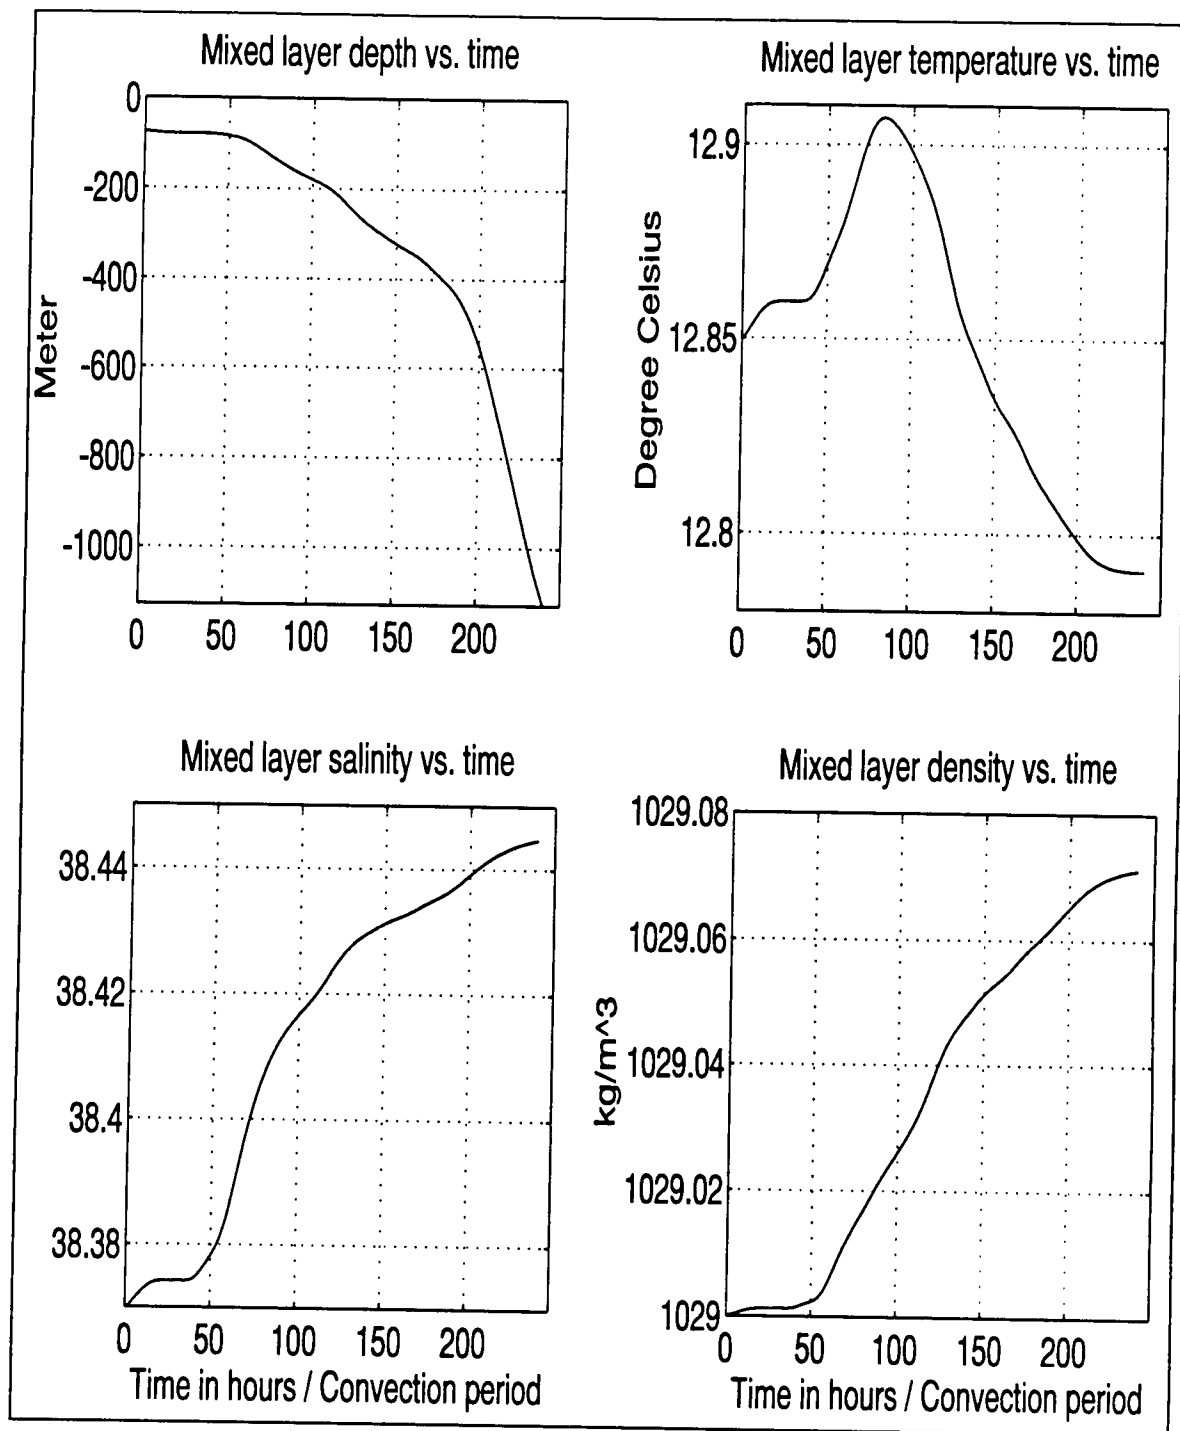 Mixed layer depth vs. time
0
-200
-400
-600
-800
-1000
Meter
0 50 100 150 200
Mixed layer temperature vs. time
12.9
12.85
12.8
Degree Celsius
0 50 100 150 200
Mixed layer salinity vs. time
38.44
38.42
38.4
38.38
0 50 100 150 200
Time in hours / Convection period
Mixed layer density vs. time
1029.08
1029.06
1029.04
1029.02
1029
kg/m^3
0 50 100 150 200
Time in hours / Convection period